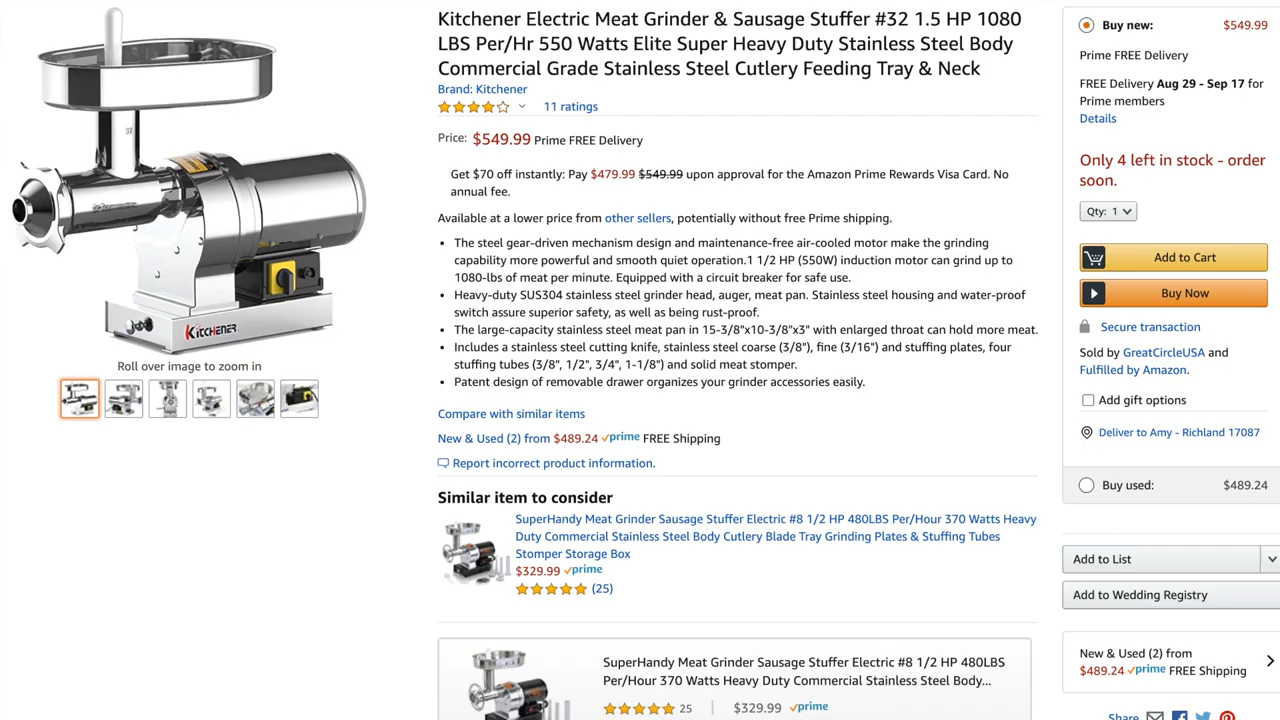 Kitchener Electric Meat Grinder & Sausage Stuffer #32 1.5 HP 1080
LBS Per/Hr 550 Watts Elite Super Heavy Duty Stainless Steel Body
Commercial Grade Stainless Steel Cutlery Feeding Tray & Neck
Brand: Kitchener
11 ratings
Price: $549.99 Prime FREE Delivery
Get $70 off instantly: Pay $479.99 $549.99 upon approval for the Amazon Prime Rewards Visa Card. No
annual fee.
Available at a lower price from other sellers, potentially without free Prime shipping.
• The steel gear-driven mechanism design and maintenance-free air-cooled motor make the grinding
capability more powerful and smooth quiet operation.1 1/2 HP (550W) induction motor can grind up to
1080-lbs of meat per minute. Equipped with a circuit breaker for safe use.
• Heavy-duty SUS304 stainless steel grinder head, auger, meat pan. Stainless steel housing and water-proof
switch assure superior safety, as well as being rust-proof.
• The large-capacity stainless steel meat pan in 15-3/8"x10-3/8"x3" with enlarged throat can hold more meat.
• Includes a stainless steel cutting knife, stainless steel coarse (3/8"), fine (3/16") and stuffing plates, four
stuffing tubes (3/8", 1/2", 3/4", 1-1/8") and solid meat stomper.
• Patent design of removable drawer organizes your grinder accessories easily.
Compare with similar items
New & Used (2) from $489.24 prime FREE Shipping
Report incorrect product information.
Similar item to consider
SuperHandy Meat Grinder Sausage Stuffer Electric #8 1/2 HP 480LBS Per/Hour 370 Watts Heavy
Duty Commercial Stainless Steel Body Cutlery Blade Tray Grinding Plates & Stuffing Tubes
Stomper Storage Box
$329.99 prime
(25)
SuperHandy Meat Grinder Sausage Stuffer Electric #8 1/2 HP 480LBS
Per/Hour 370 Watts Heavy Duty Commercial Stainless Steel Body...
25 | $329.99 prime
32
KITCHENER
Roll over image to zoom in
Buy new: $549.99
Prime FREE Delivery
FREE Delivery Aug 29 - Sep 17 for
Prime members
Details
Only 4 left in stock - order
soon.
Qty: 1
Add to Cart
Buy Now
Secure transaction
Sold by GreatCircleUSA and
Fulfilled by Amazon.
Add gift options
Deliver to Amy - Richland 17087
Buy used: $489.24
Add to List
Add to Wedding Registry
New & Used (2) from
$489.24 prime FREE Shipping
Share